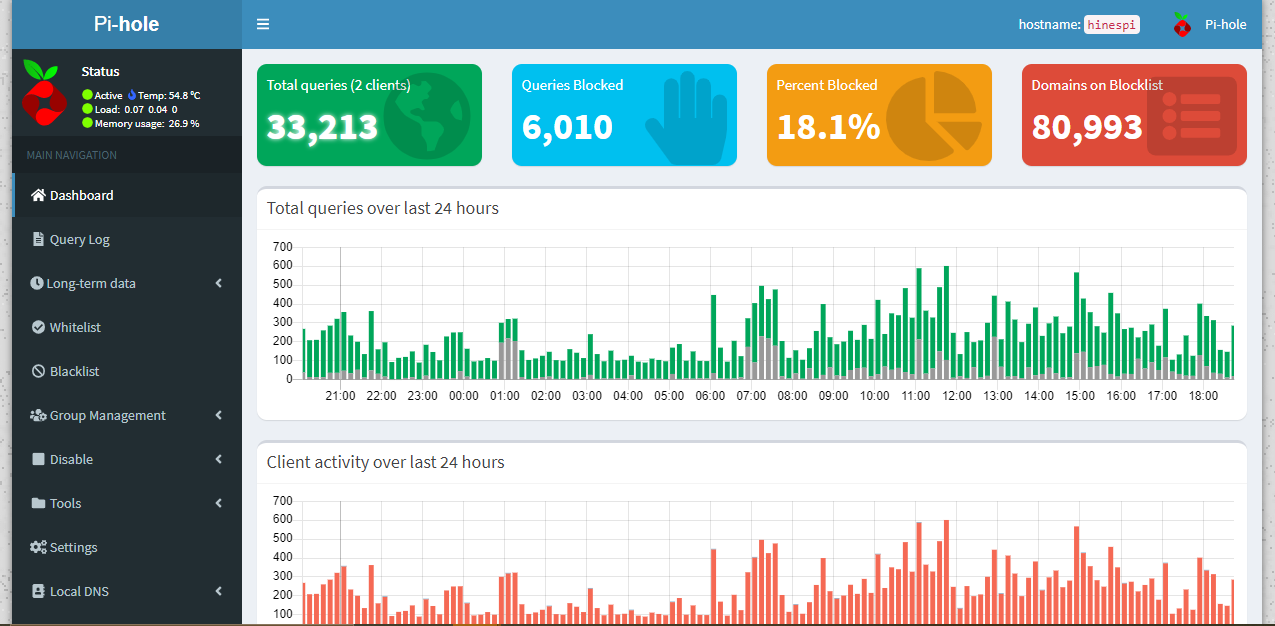 Pi-hole
hostname: hinespi
Pi-hole
Status
Active Temp: 54.8 °C
Load: 0.07 0.04 0
Memory usage: 26.9 %
MAIN NAVIGATION
Dashboard
Query Log
Long-term data
Whitelist
Blacklist
Group Management
Disable
Tools
Settings
Local DNS
Total queries (2 clients)
33,213
Queries Blocked
6,010
Percent Blocked
18.1%
Domains on Blocklist
80,993
Total queries over last 24 hours
700
600
500
400
300
200
100
0
21:00 22:00 23:00 00:00 01:00 02:00 03:00 04:00 05:00 06:00 07:00 08:00 09:00 10:00 11:00 12:00 13:00 14:00 15:00 16:00 17:00 18:00
Client activity over last 24 hours
700
600
500
400
300
200
100